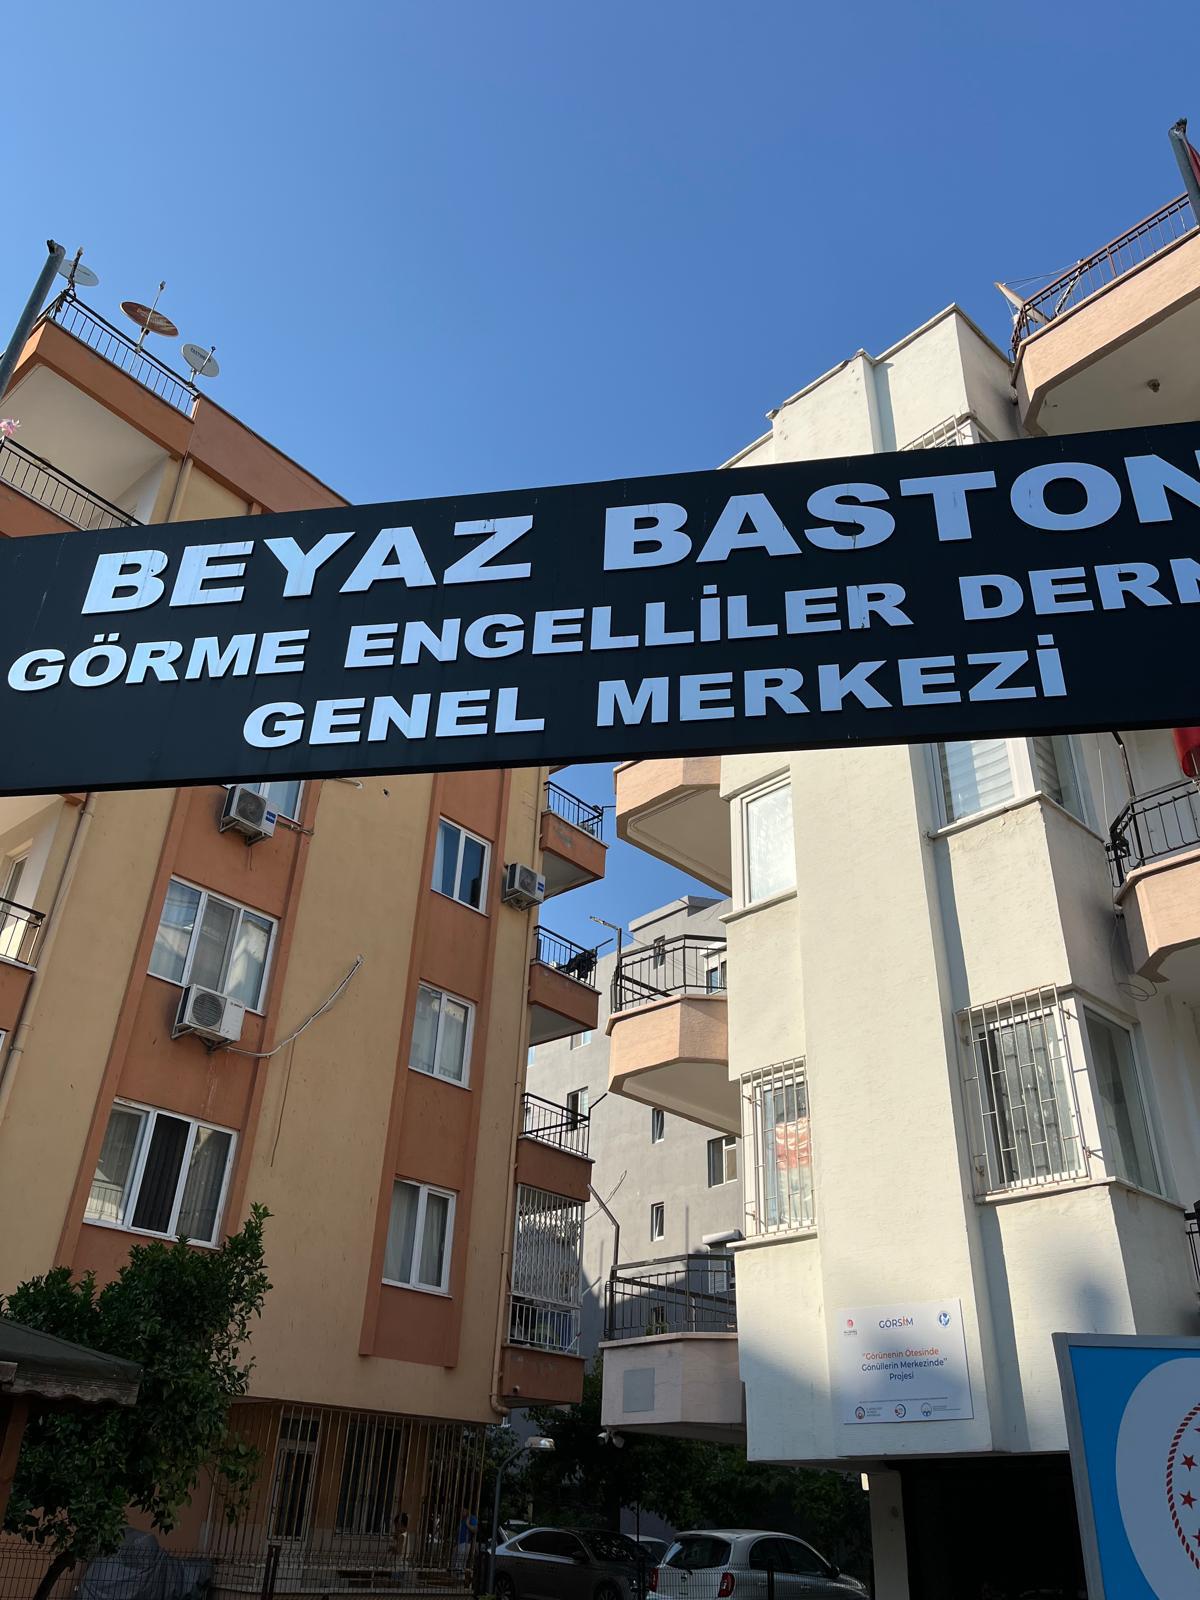 BEYAZ BASTON
GÖRME ENGELLİLER DERN
GENEL MERKEZİ
GÖRSİM
"Görünenin Ötesinde
Gönüllerin Merkezinde"
Projesi